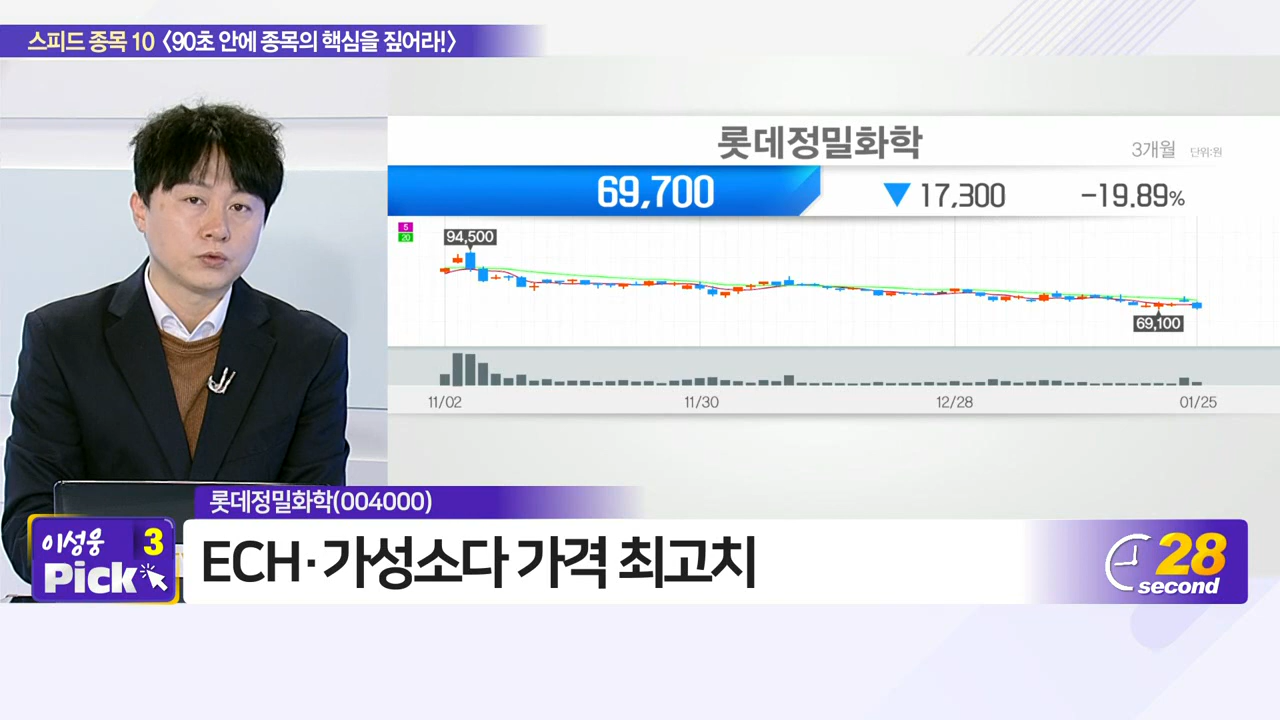 스피드 종목 10 〈90초 안에 종목의 핵심을 짚어라!〉
롯데정밀화학
3개월 단위:원
69,700 ▼17,300 -19.89%
5
20
94,500
69,100
11/02 11/30 12/28 01/25
롯데정밀화학(004000)
이성웅 3
Pick
ECH·가성소다 가격 최고치
28
second